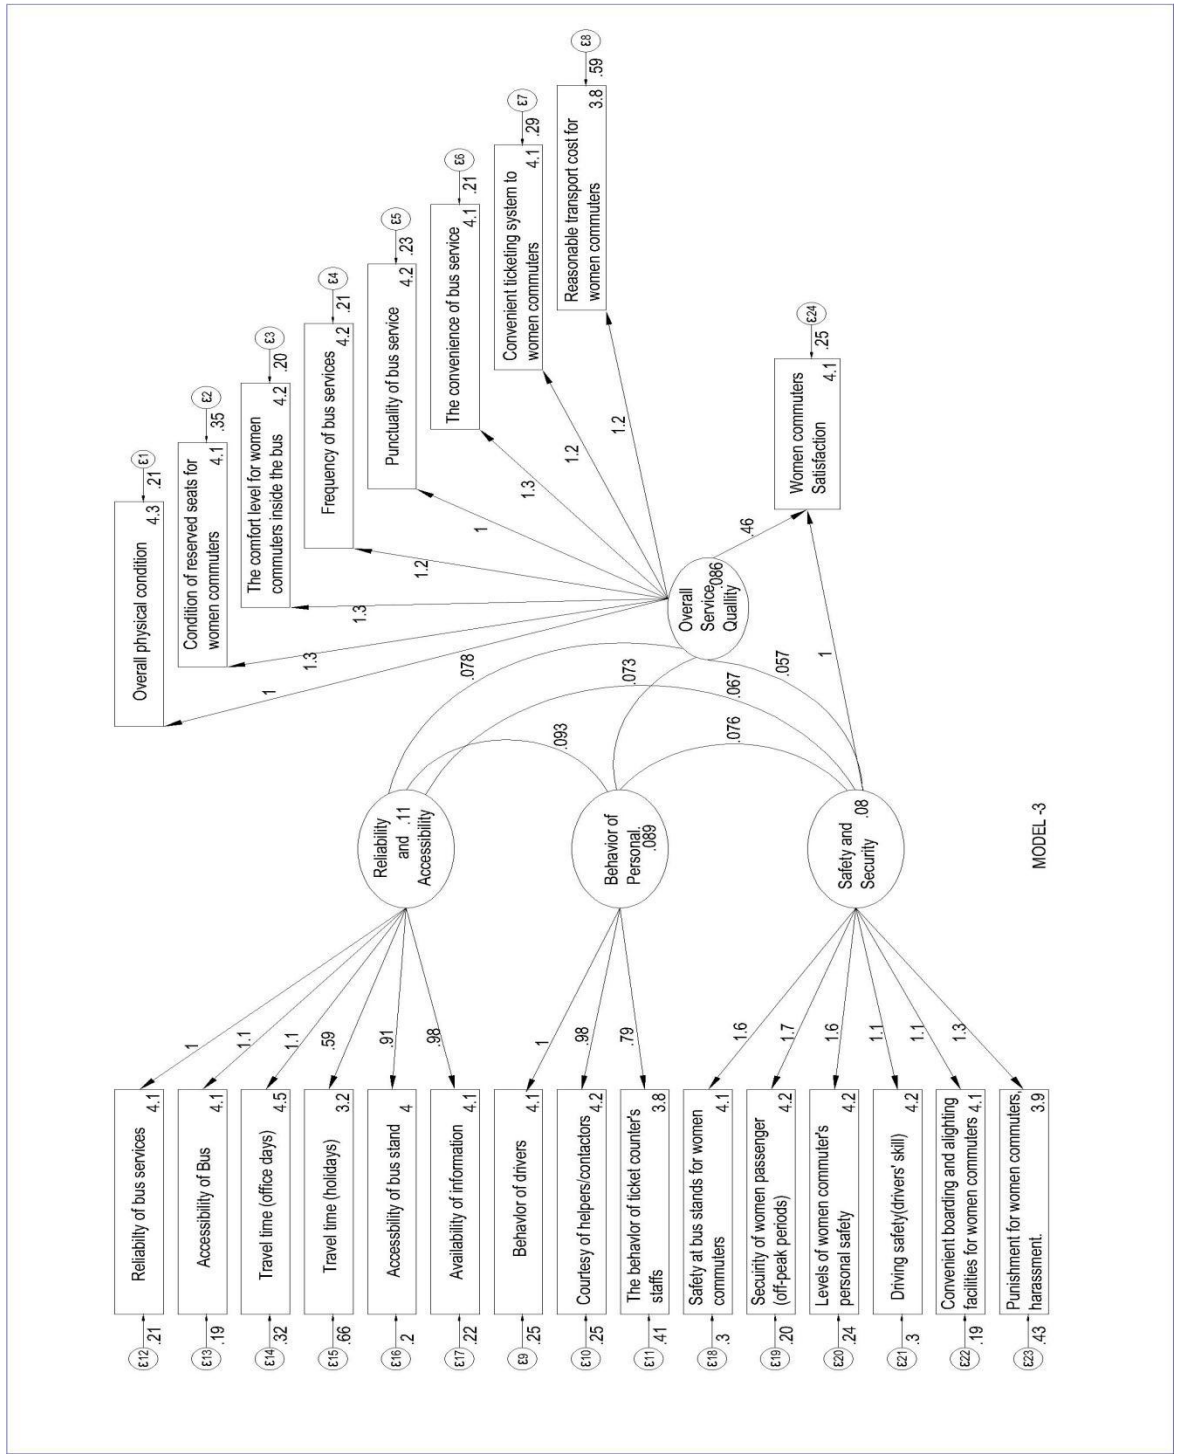 Overall physical condition
4.3
ε1
.21
Condition of reserved seats for
women commuters
4.1
ε2
.35
The comfort level for women
commuters inside the bus
4.2
ε3
.20
Frequency of bus services
4.2
ε4
.21
Punctuality of bus service
4.2
ε5
.23
The convenience of bus service
4.1
ε6
.21
Convenient ticketing system to
women commuters
4.1
ε7
.29
Reasonable transport cost for
women commuters
3.8
ε8
.59
1
1.3
1.3
1.2
1
1.3
1.2
1.2
Women commuters
Satisfaction
4.1
ε24
.25
.46
1
Overall
Service
Quallity
.086
.078
.073
.067
.057
.093
.076
Reliability
and .11
Accessibility
Behavior of
Personal.
.089
Safety and
Security
.08
1
1.1
1.1
.59
.91
.98
1
.98
.79
1.6
1.7
1.6
1.1
1.1
1.3
Reliability of bus services
4.1
ε12
.21
Accessibility of Bus
4.1
ε13
.19
Travel time (office days)
4.5
ε14
.32
Travel time (holidays)
3.2
ε15
.66
Accessbility of bus stand
4
ε16
.2
Availability of information
4.1
ε17
.22
Behavlor of drivers
4.1
ε9
.25
Courtesy of helpers/contactors
4.2
ε10
.25
The behavlor of ticket counter's
staffs
3.8
ε11
.41
Safety at bus stands for women
commuters
4.1
ε18
.3
Secuirity of women passenger
(off-peak periods)
4.2
ε19
.20
Levels of women commuter's
personal safety
4.2
ε20
.24
Driving safety(drivers' skill)
4.2
ε21
.3
Convenient boarding and alighting
facilities for women commuters
4.1
ε22
.19
Punishment for women commuters,
harassment.
3.9
ε23
.43
MODEL -3